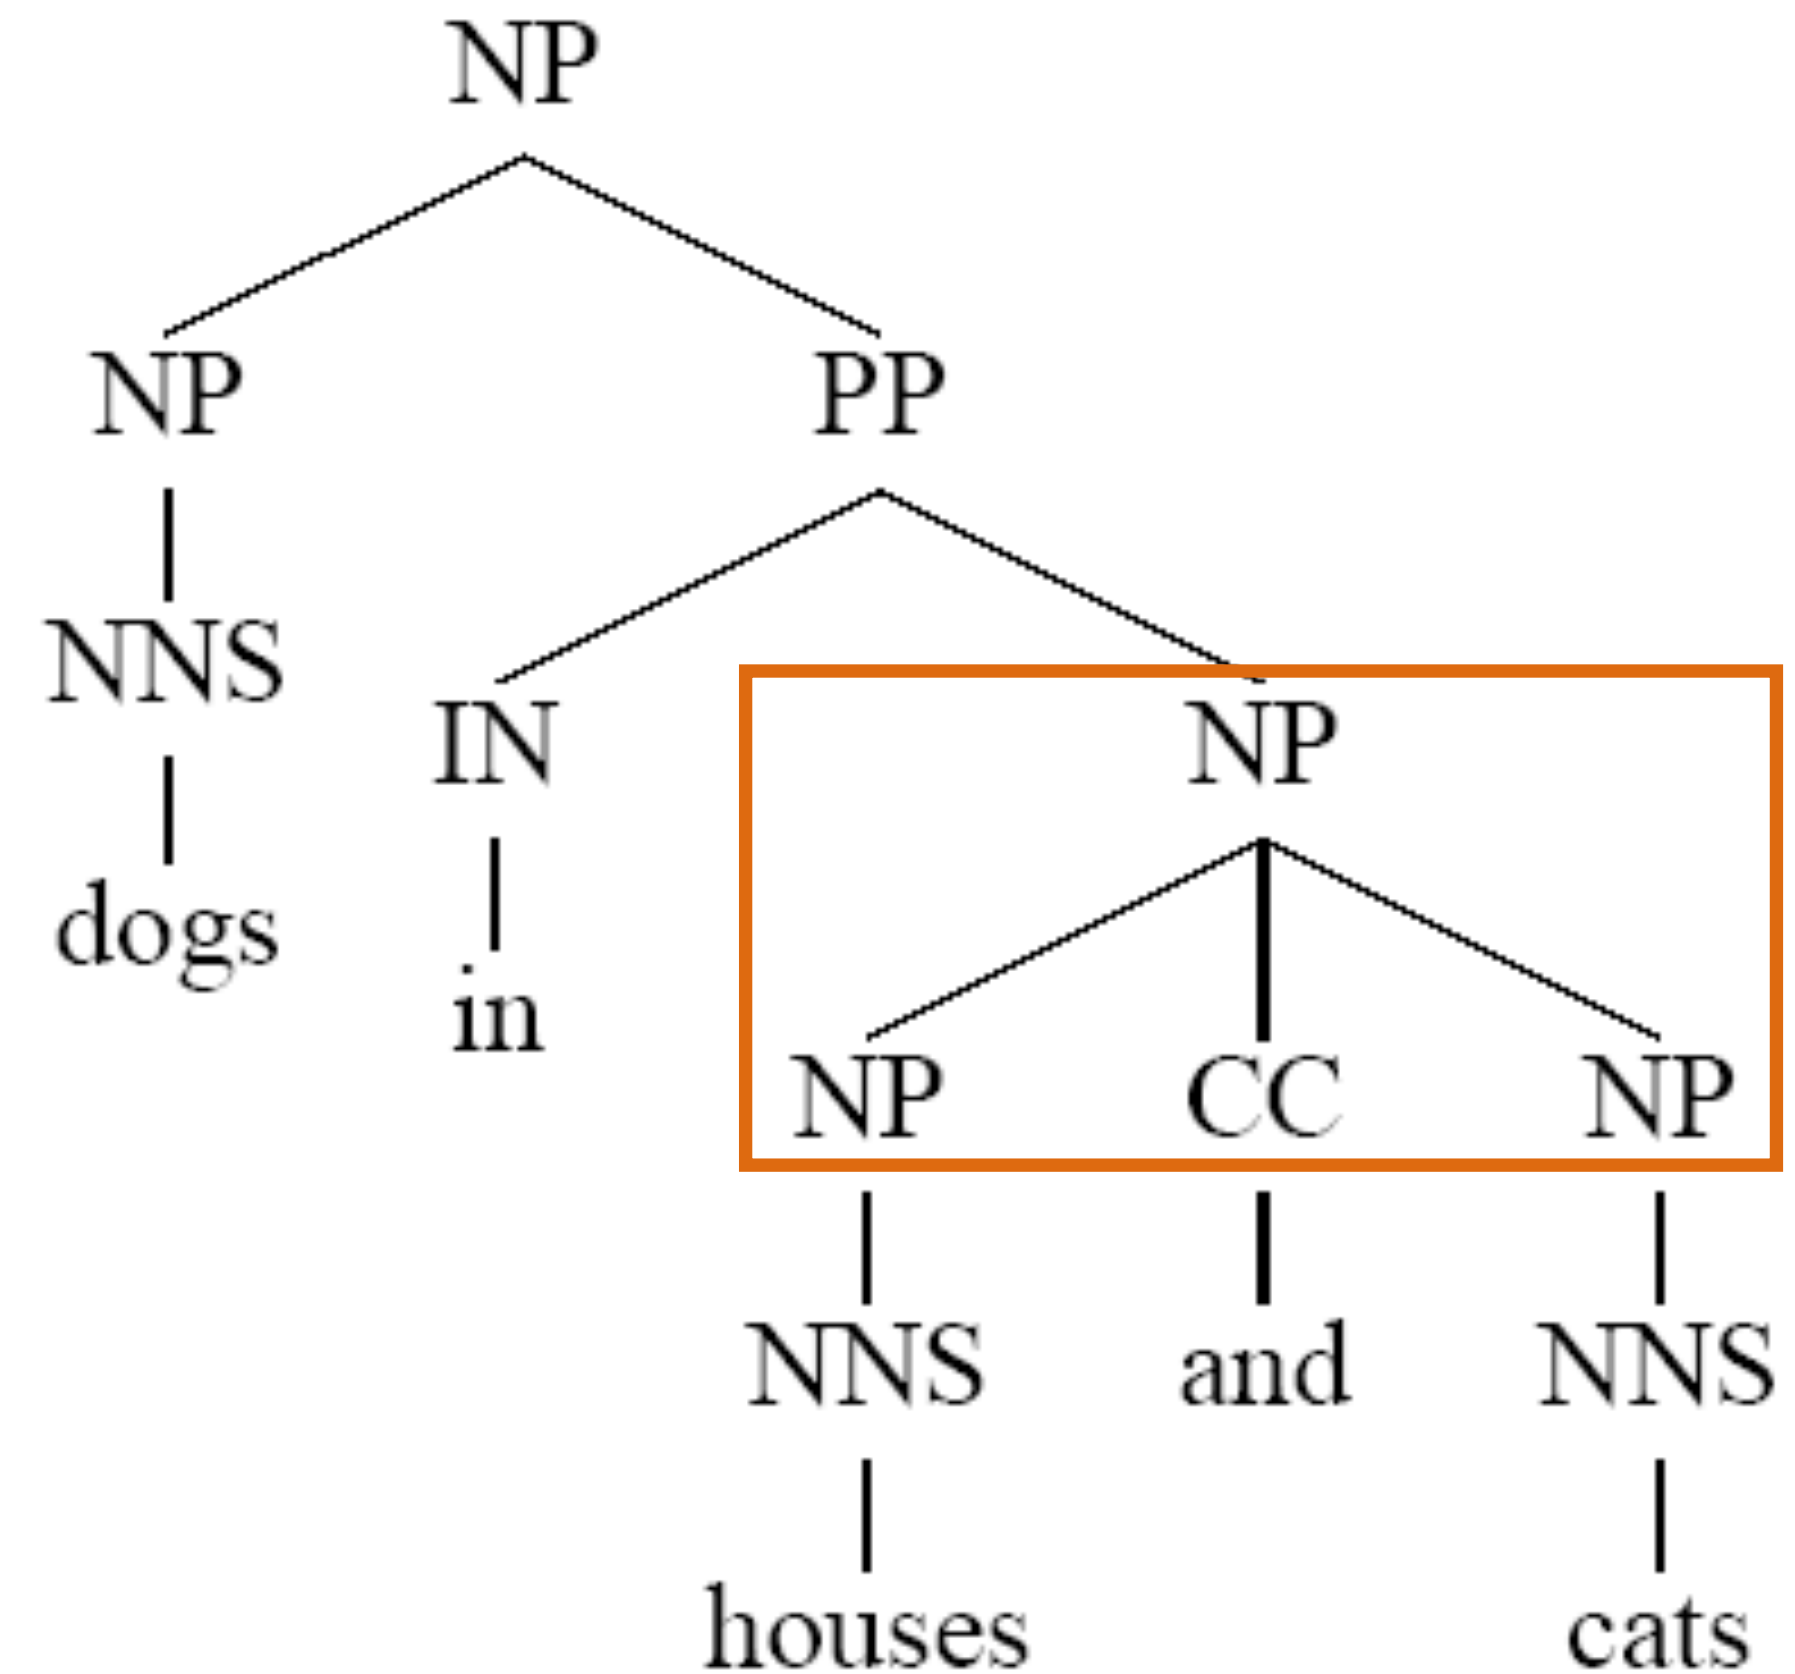 NP
NP PP
NNS
IN NP
dogs
in
NP CC NP
NNS and NNS
houses cats